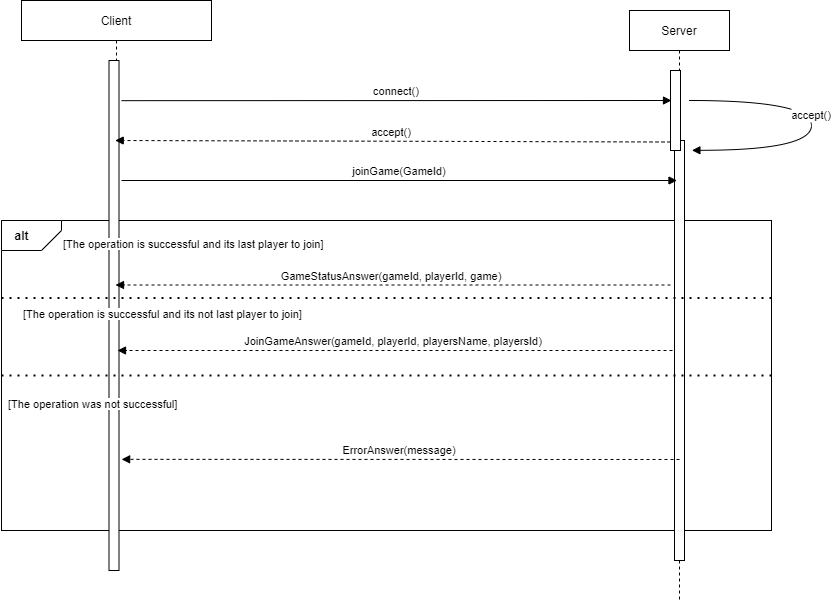 Client
Server
connect()
accept()
accept()
joinGame(GameId)
alt
[The operation is successful and its last player to join]
GameStatusAnswer(gameId, playerId, game)
[The operation is successful and its not last player to join]
JoinGameAnswer(gameId, playerId, playersName, playersId)
[The operation was not successful]
ErrorAnswer(message)